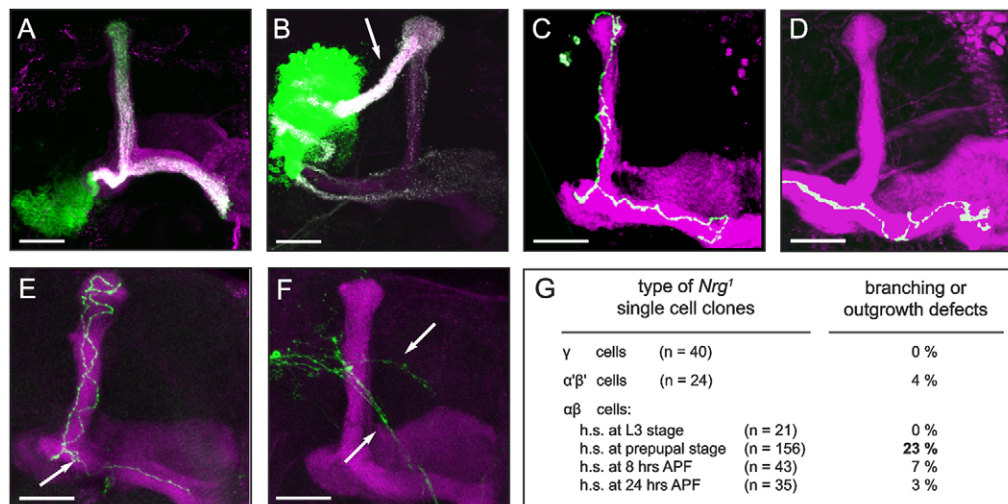 A
B
C
D
E
F
G
type of Nrg¹ single cell clones
branching or outgrowth defects
γ cells (n = 40) 0 %
α'β' cells (n = 24) 4 %
αβ cells:
h.s. at L3 stage (n = 21) 0 %
h.s. at prepupal stage (n = 156) 23 %
h.s. at 8 hrs APF (n = 43) 7 %
h.s. at 24 hrs APF (n = 35) 3 %